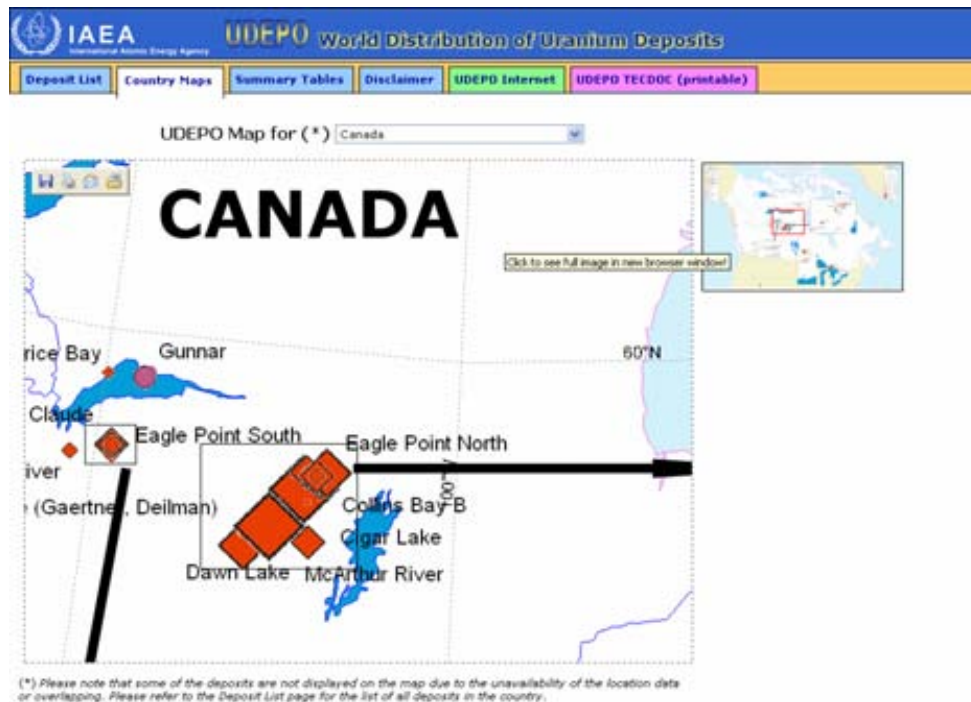 IAEA
International Atomic Energy Agency
UDEPO World Distribution of Uranium Deposits
Deposit List
Country Maps
Summary Tables
Disclaimer
UDEPO Internet
UDEPO TECDOC (printable)
UDEPO Map for (*) Canada
CANADA
Click to see full image in new browser window!
rice Bay
Gunnar
60°N
Claude
Eagle Point South
Eagle Point North
iver
(Gaertner, Deilman)
Collins Bay B
Cigar Lake
Dawn Lake
McArthur River
(*) Please note that some of the deposits are not displayed on the map due to the unavailability of the location data
or overlapping. Please refer to the Deposit List page for the list of all deposits in the country.